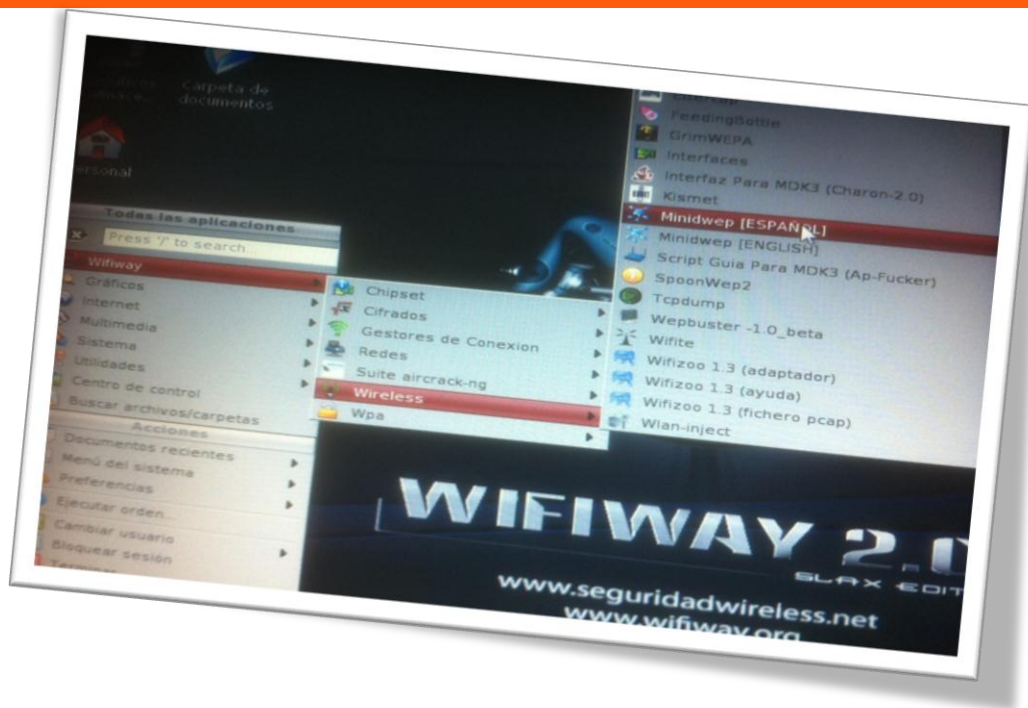 Carpeta de
documentos
ersonal
Todas las aplicaciones
Press '/' to search...
Wifiway
Gráficos
Internet
Multimedia
Sistema
Utilidades
Centro de control
Buscar archivos/carpetas
Acciones
Documentos recientes
Menú del sistema
Preferencias
Ejecutar orden...
Cambiar usuario
Bloquear sesión
Chipset
Cifrados
Gestores de Conexion
Redes
Suite aircrack-ng
Wireless
Wpa
FeedingBottle
GrimWEPA
Interfaces
Interfaz Para MDK3 (Charon-2.0)
Kismet
Minidwep [ESPAÑOL]
Minidwep [ENGLISH]
Script Guia Para MDK3 (Ap-Fucker)
SpoonWep2
Tcpdump
Wepbuster -1.0_beta
Wifite
Wifizoo 1.3 (adaptador)
Wifizoo 1.3 (ayuda)
Wifizoo 1.3 (fichero pcap)
Wlan-inject
WIFIWAY 2.0
SLAX EDIT
www.seguridadwireless.net
www.wifiway.org